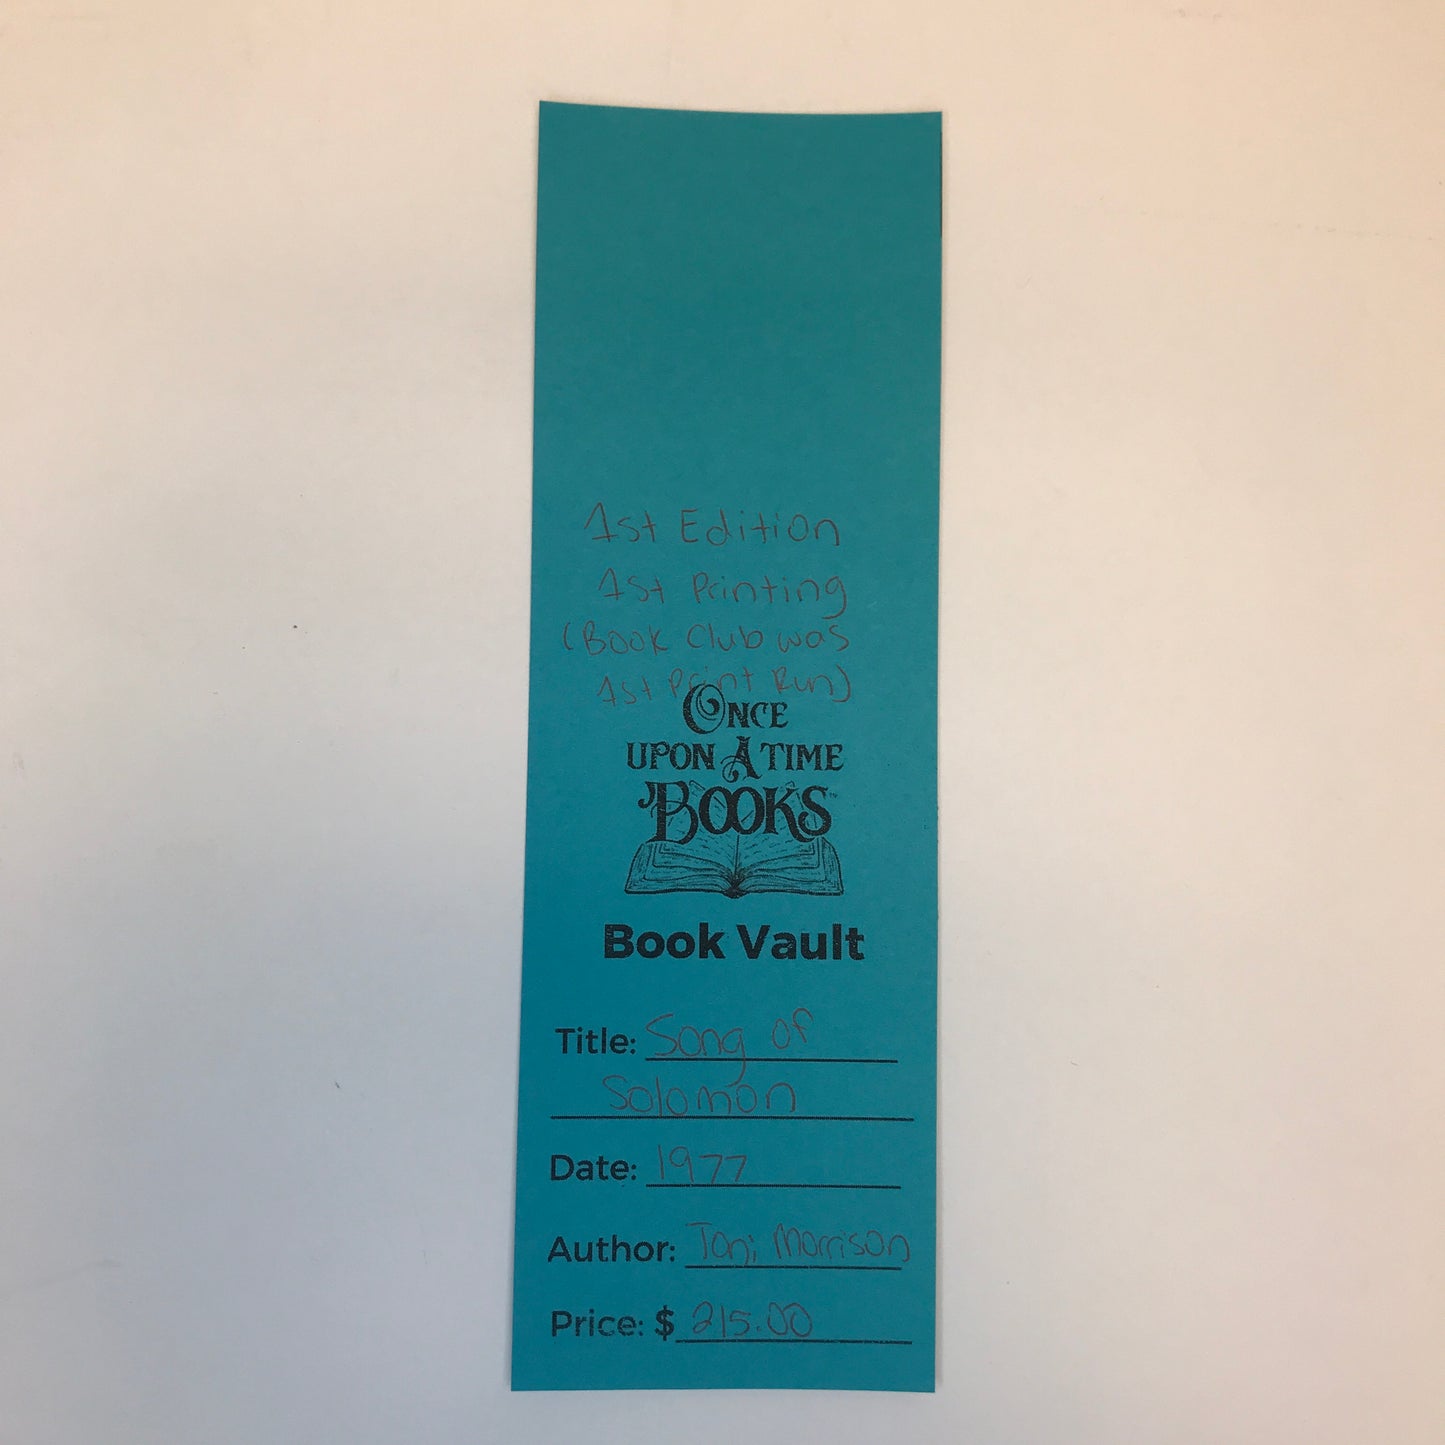 1st Edition
1st Printing
(Book Club was
1st Print Run)
ONCE
UPON A TIME
BOOKS
Book Vault
Title: Song of
Solomon
Date: 1977
Author: Toni Morrison
Price: $ 215.00